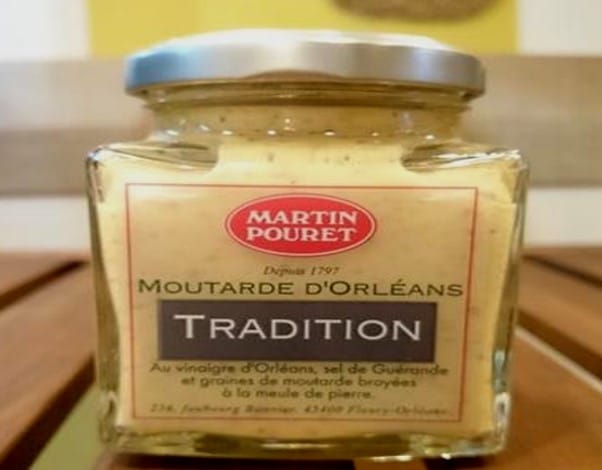 MARTIN
POURET
Depuis 1797
MOUTARDE D'ORLÉANS
TRADITION
Au vinaigre d'Orléans, sel de Guérande
et graines de moutarde broyées
à la meule de pierre.
236, faubourg Bannier, 45400 Fleury-Orléans.